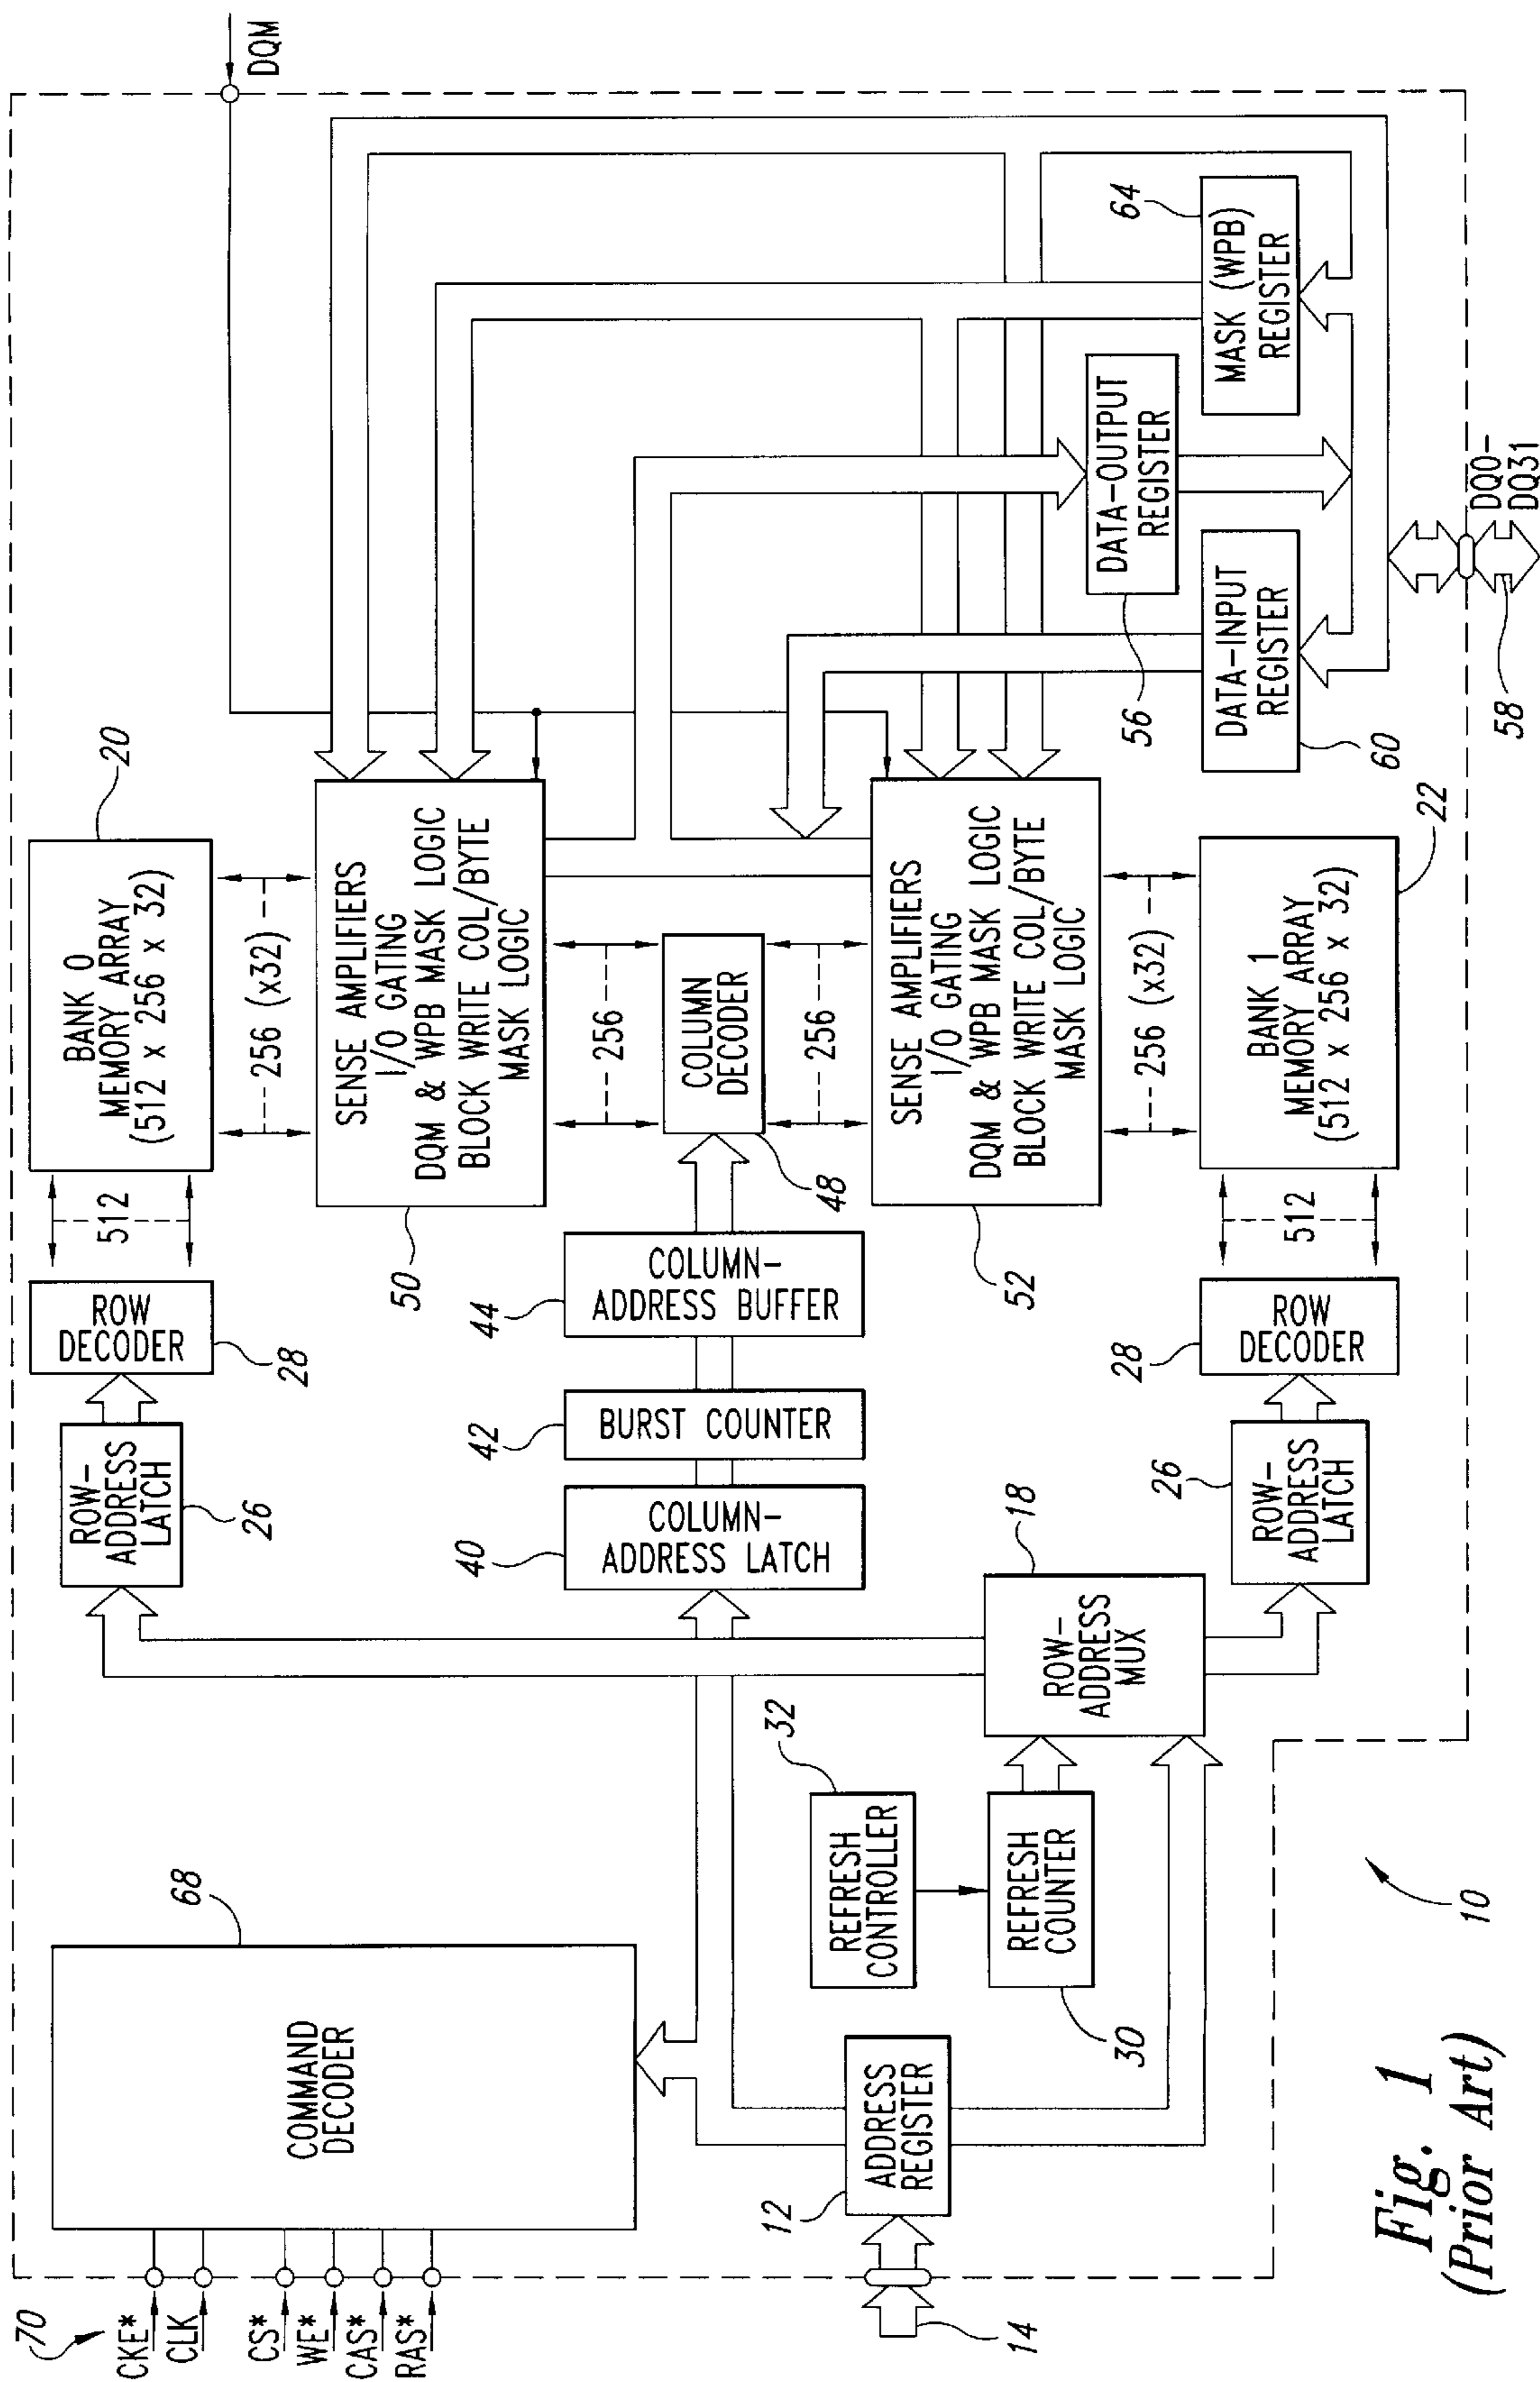 70
CKE*
CLK
CS*
WE*
CAS*
RAS*
COMMAND
DECODER
68
14
12
ADDRESS
REGISTER
REFRESH
CONTROLLER
32
REFRESH
COUNTER
30
ROW-
ADDRESS
MUX
18
ROW-
ADDRESS
LATCH
26
ROW
DECODER
28
512
BANK 0
MEMORY ARRAY
(512 x 256 x 32)
20
256 (x32)
SENSE AMPLIFIERS
I/O GATING
DQM & WPB MASK LOGIC
BLOCK WRITE COL/BYTE
MASK LOGIC
50
256
COLUMN-
ADDRESS LATCH
40
BURST COUNTER
42
COLUMN-
ADDRESS BUFFER
44
COLUMN
DECODER
48
256
SENSE AMPLIFIERS
I/O GATING
DQM & WPB MASK LOGIC
BLOCK WRITE COL/BYTE
MASK LOGIC
52
256 (x32)
ROW-
ADDRESS
LATCH
26
ROW
DECODER
28
512
BANK 1
MEMORY ARRAY
(512 x 256 x 32)
22
DQM
DATA-OUTPUT
REGISTER
56
DATA-INPUT
REGISTER
60
MASK (WPB)
REGISTER
64
DQ0-
DQ31
58
10
Fig. 1
(Prior Art)